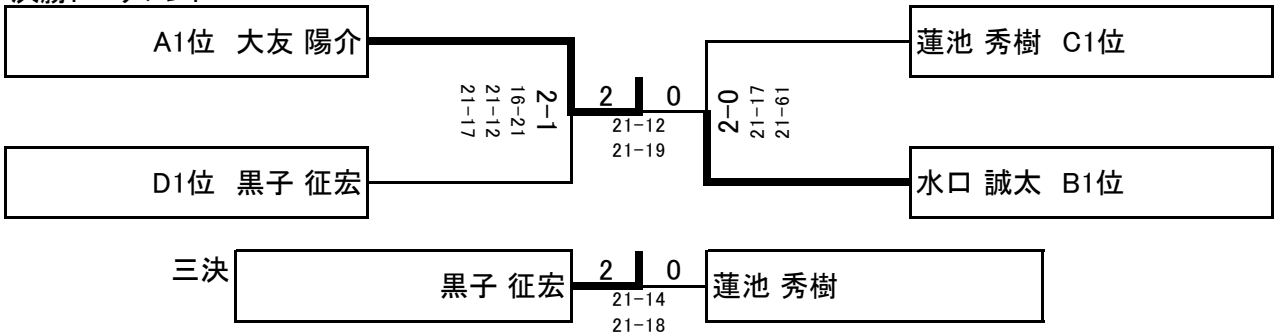 A1位 大友 陽介
蓮池 秀樹 C1位
2-1
16-21
21-12
21-17
2 0
21-12
21-19
2-0
21-17
21-61
D1位 黒子 征宏
水口 誠太 B1位
三決
黒子 征宏
2 0
21-14
21-18
蓮池 秀樹